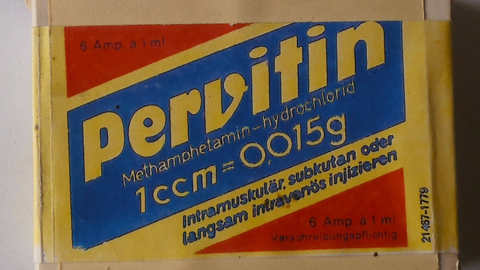 6 Amp. à 1 ml
Pervitin
Methamphetamin-hydrochlorid
1ccm = 0,015g
Intramuskulär, subkutan oder
langsam intravenös injizieren
6 Amp. à 1 ml
Verschreibungspflichtig
21487-1779